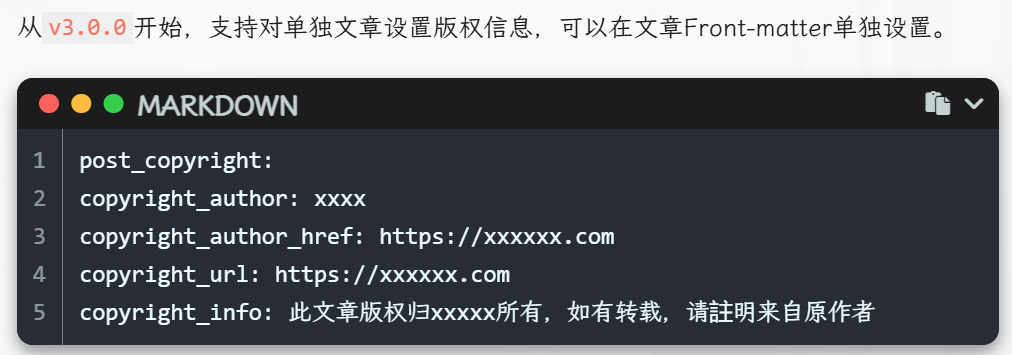 从v3.0.0开始，支持对单独文章设置版权信息，可以在文章Front-matter单独设置。
MARKDOWN
1 post_copyright:
2 copyright_author: xxxx
3 copyright_author_href: https://xxxxxx.com
4 copyright_url: https://xxxxxx.com
5 copyright_info: 此文章版权归xxxxx所有，如有转载，请註明来自原作者